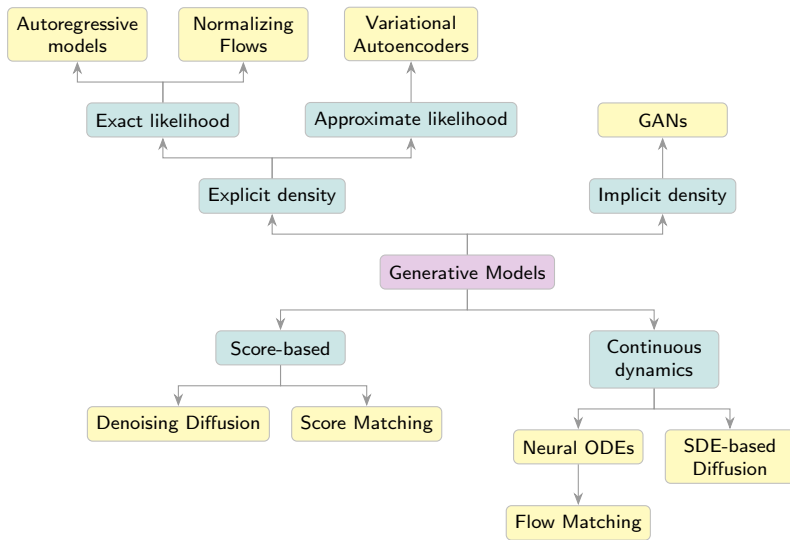 Autoregressive
models
Normalizing
Flows
Variational
Autoencoders
Exact likelihood
Approximate likelihood
GANs
Explicit density
Implicit density
Generative Models
Score-based
Continuous
dynamics
Denoising Diffusion
Score Matching
Neural ODEs
SDE-based
Diffusion
Flow Matching